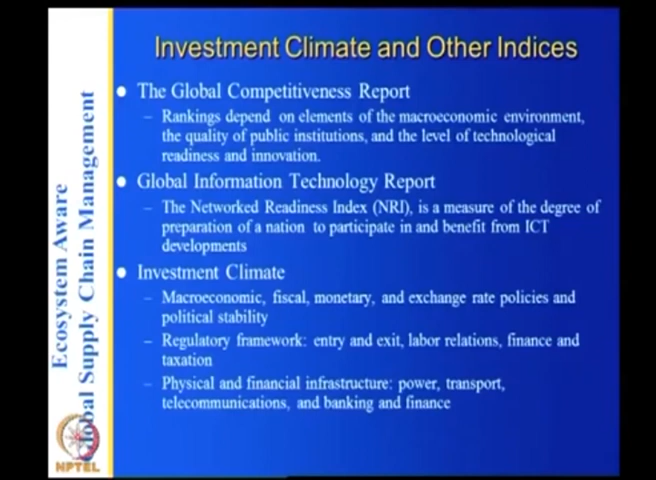 Investment Climate and Other Indices
The Global Competitiveness Report
– Rankings depend on elements of the macroeconomic environment,
the quality of public institutions, and the level of technological
readiness and innovation.
Global Information Technology Report
– The Networked Readiness Index (NRI), is a measure of the degree of
preparation of a nation to participate in and benefit from ICT
developments
Investment Climate
– Macroeconomic, fiscal, monetary, and exchange rate policies and
political stability
– Regulatory framework: entry and exit, labor relations, finance and
taxation
– Physical and financial infrastructure: power, transport,
telecommunications, and banking and finance
Ecosystem Aware
Global Supply Chain Management
NPTEL